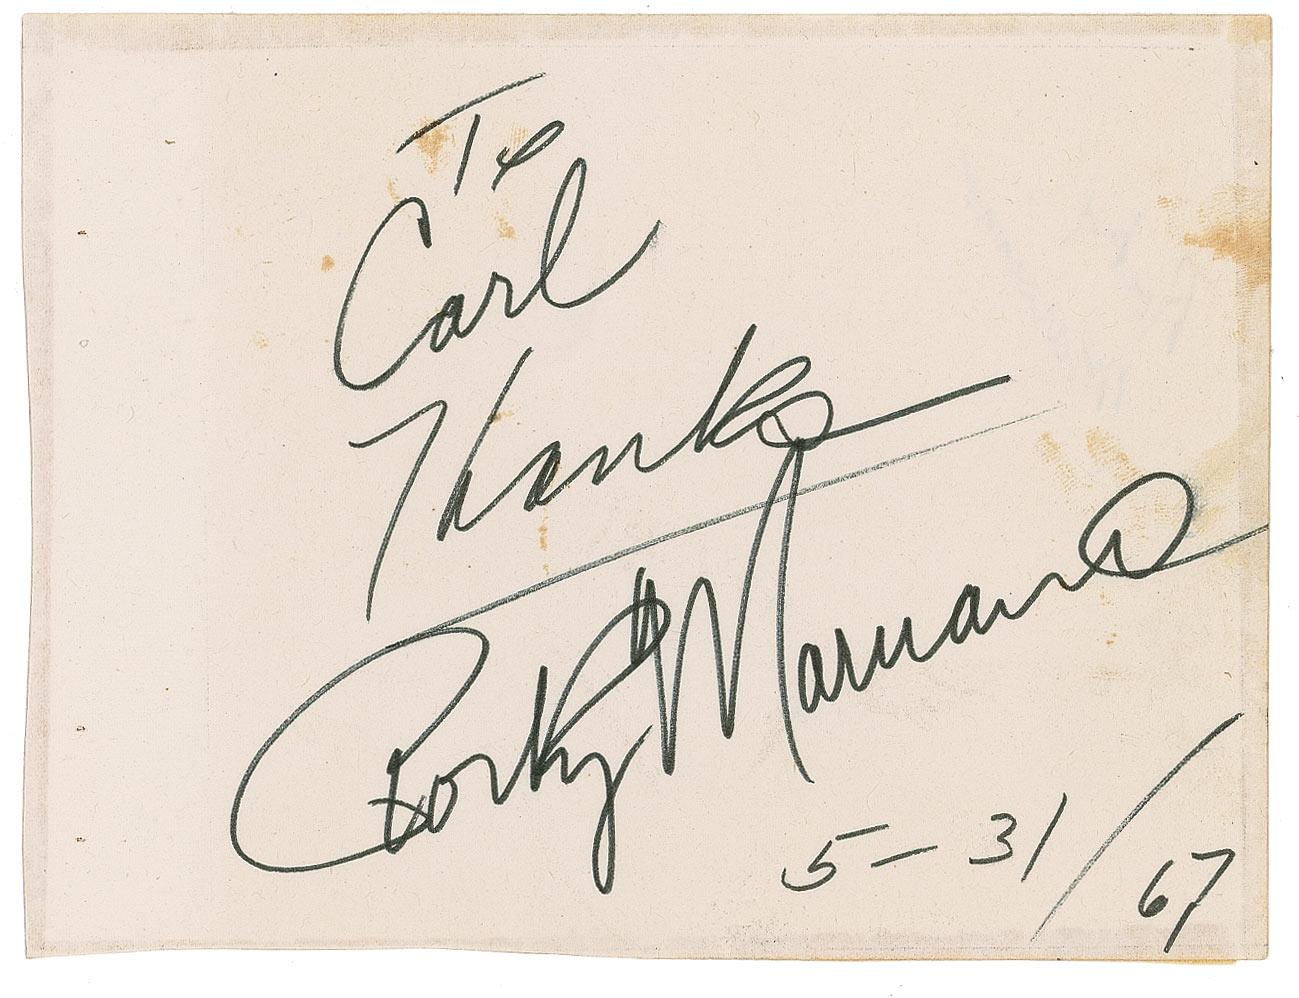 To
Carl
Thanks
Rocky Marciano
5-31/67